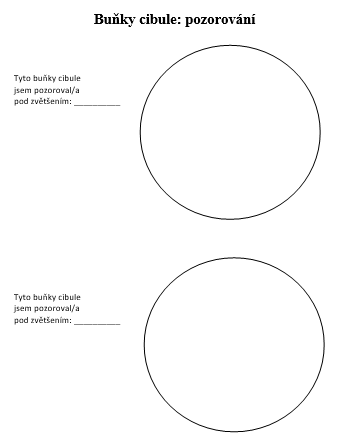 Buňky cibule: pozorování
Tyto buňky cibule
jsem pozoroval/a
pod zvětšením: __________
Tyto buňky cibule
jsem pozoroval/a
pod zvětšením: __________